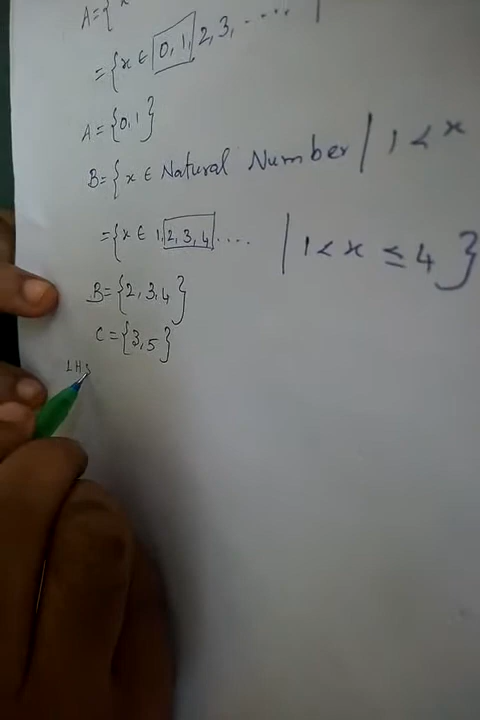 A = {x
= {x ∈ 0, 1, 2, 3, ..... |
A = {0,1}
B = {x ∈ Natural Number | 1 < x
= {x ∈ 1, 2, 3, 4 .... | 1 < x ≤ 4}
B = {2, 3, 4}
C = {3, 5}
LHS